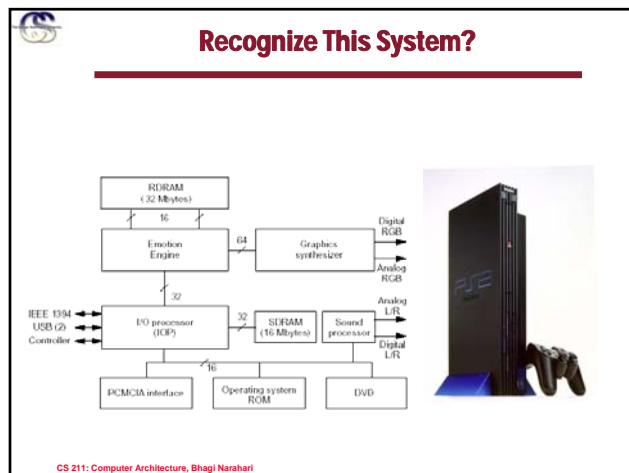 Recognize This System?
RDRAM
(32 Mbytes)
16
Emotion
Engine
64
Graphics
synthesizer
Digital
RGB
Analog
RGB
32
IEEE 1394
USB (2)
Controller
I/O processor
(IOP)
32
SDRAM
(16 Mbytes)
Sound
processor
Analog
L/R
Digital
L/R
16
PCMCIA interface
Operating system
ROM
DVD
PS2
CS 211: Computer Architecture, Bhagi Narahari